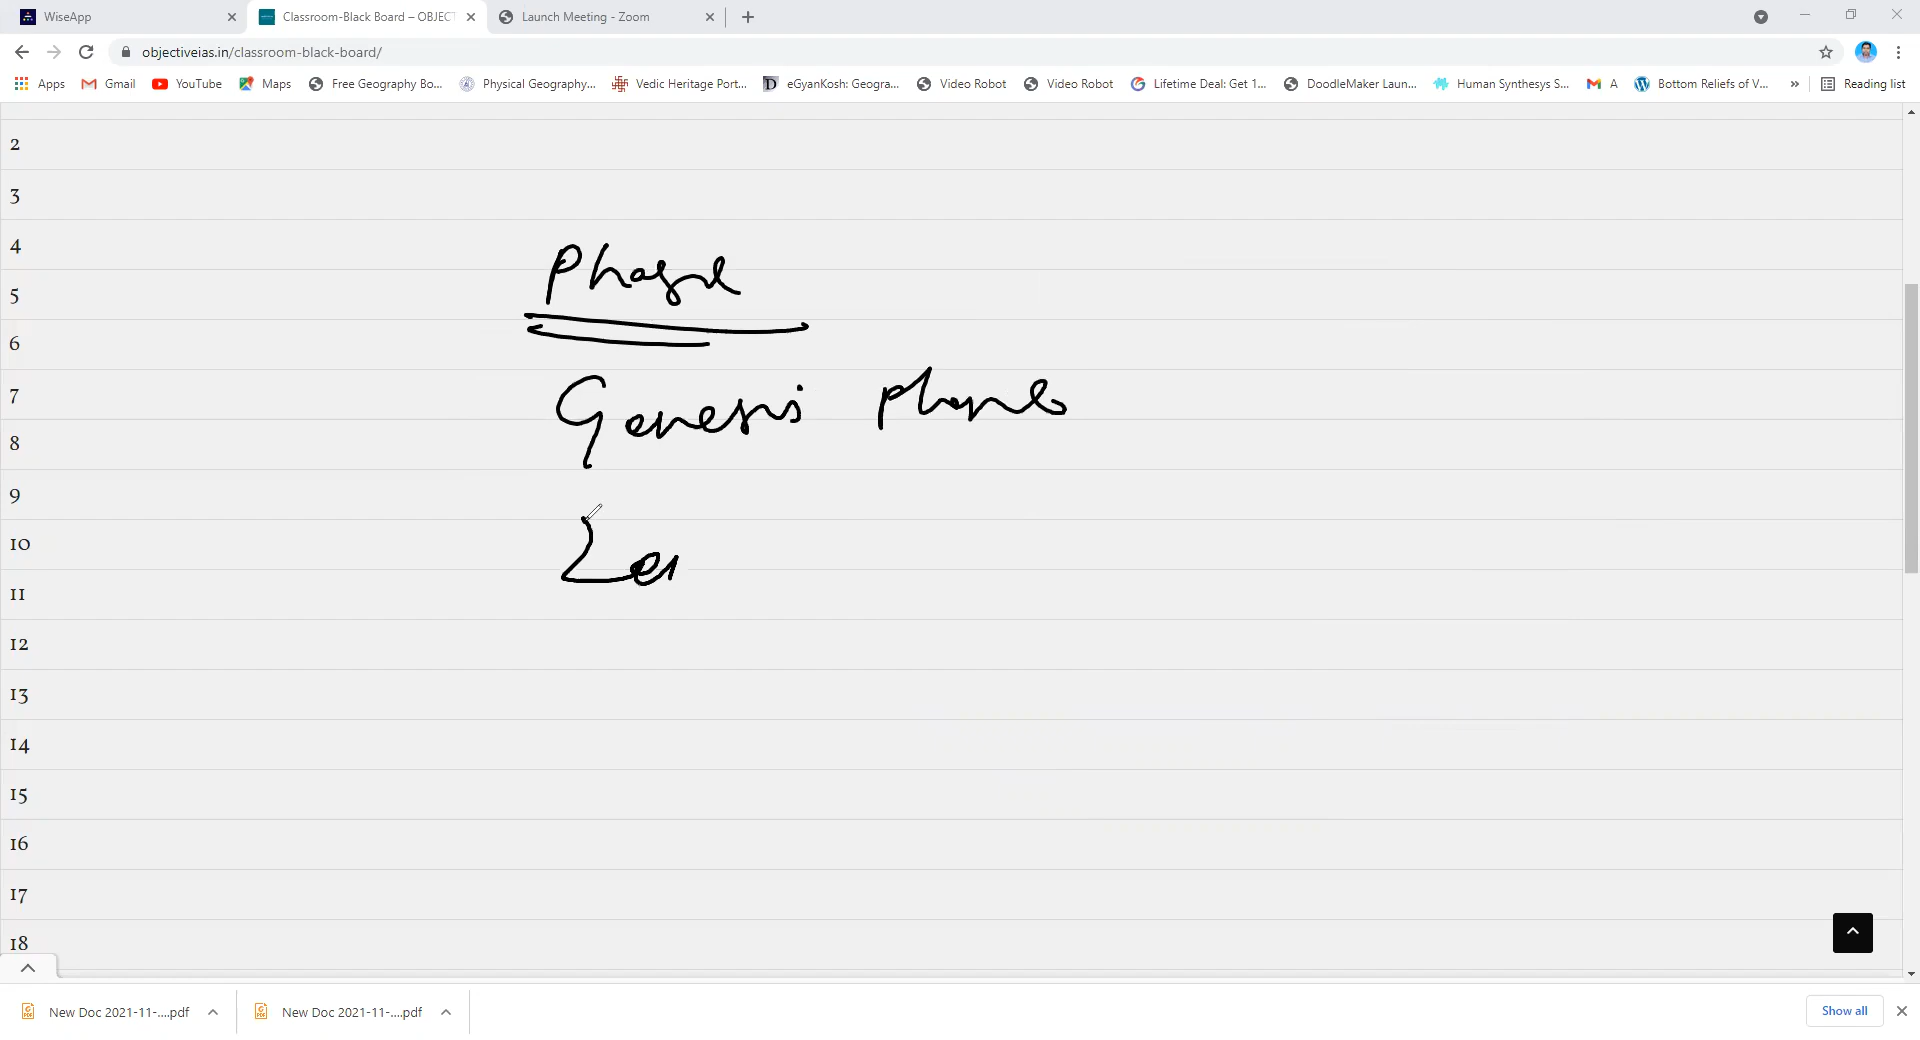 WiseApp
Classroom-Black Board – OBJECT
Launch Meeting - Zoom
objectiveias.in/classroom-black-board/
Apps Gmail YouTube Maps Free Geography Bo... Physical Geography,... Vedic Heritage Port... eGyanKosh: Geogra... Video Robot Video Robot Lifetime Deal: Get 1... DoodleMaker Laun... Human Synthesys S... A Bottom Reliefs of V... » Reading list
2
3
4
5
6
7
Genesis
8
9
10
11
12
13
14
15
16
17
18
New Doc 2021-11-....pdf New Doc 2021-11-....pdf Show all